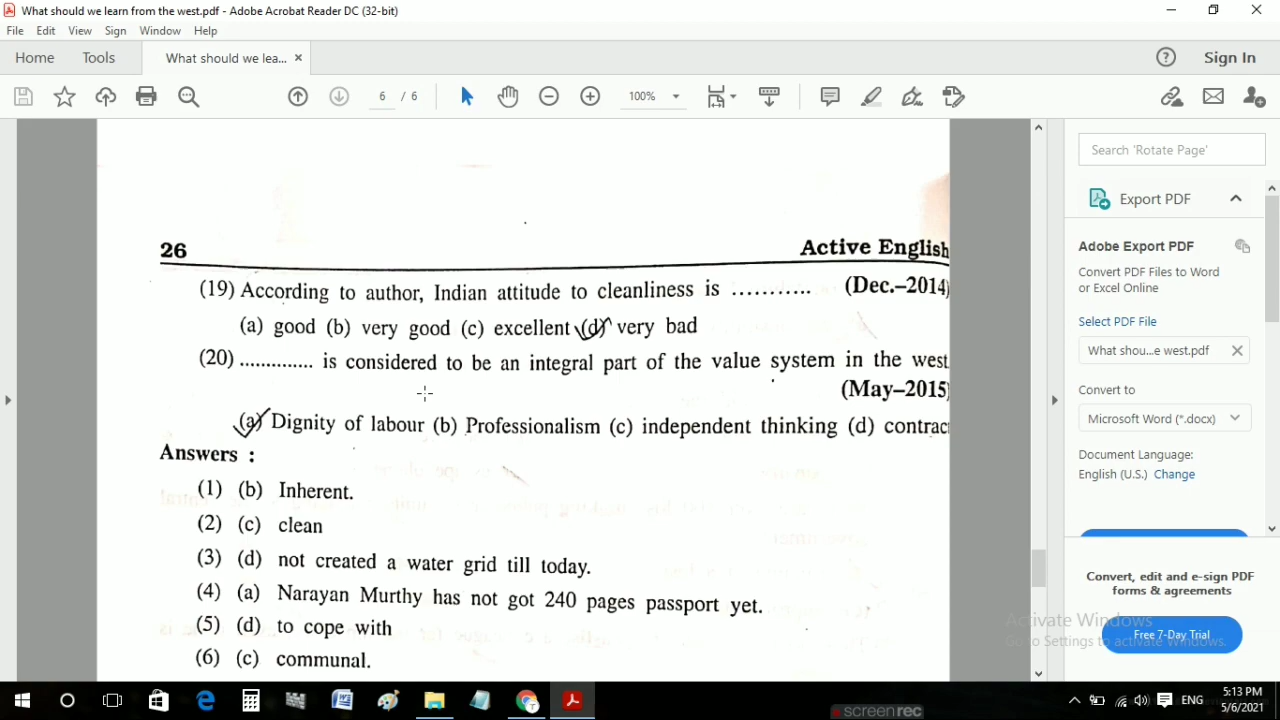 What should we learn from the west.pdf - Adobe Acrobat Reader DC (32-bit)
File Edit View Sign Window Help
Home Tools What should we lea... × Sign In
6 / 6 100%
Search 'Rotate Page'
Export PDF
Adobe Export PDF
Convert PDF Files to Word
or Excel Online
Select PDF File
What shou...e west.pdf
Convert to
Microsoft Word (*.docx)
Document Language:
English (U.S.) Change
Convert, edit and e-sign PDF
forms & agreements
Free 7-Day Trial
26 Active English
(19) According to author, Indian attitude to cleanliness is ........... (Dec.–2014)
(a) good (b) very good (c) excellent (d) very bad
(20) .............. is considered to be an integral part of the value system in the west
(May–2015)
(a) Dignity of labour (b) Professionalism (c) independent thinking (d) contrac
Answers :
(1) (b) Inherent.
(2) (c) clean
(3) (d) not created a water grid till today.
(4) (a) Narayan Murthy has not got 240 pages passport yet.
(5) (d) to cope with
(6) (c) communal.
Activate Windows
Go to Settings to activate Windows.
ENG
5:13 PM
5/6/2021
screenrec